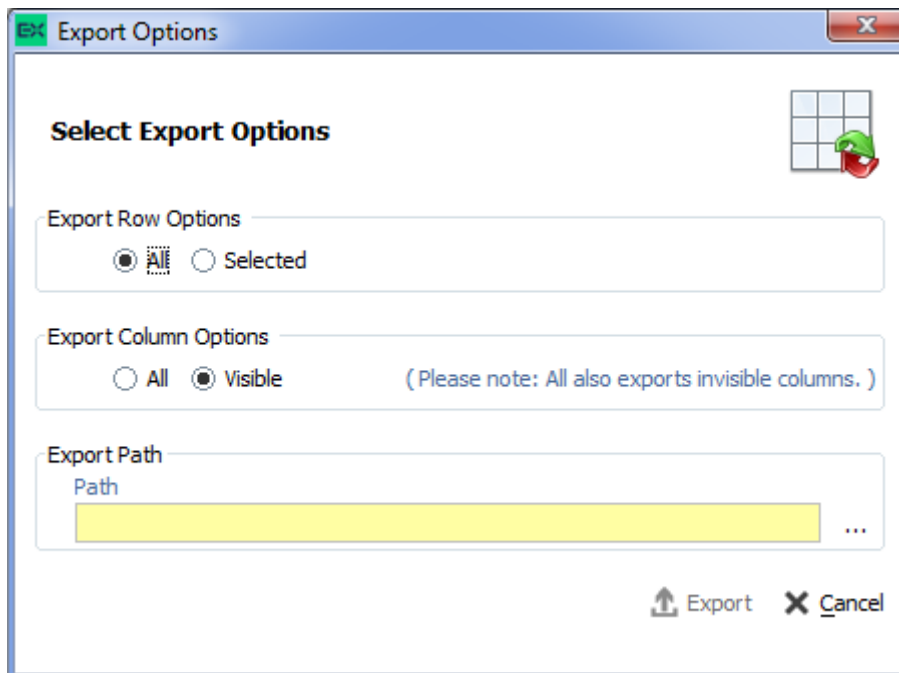 EX Export Options
Select Export Options
Export Row Options
All Selected
Export Column Options
All Visible (Please note: All also exports invisible columns. )
Export Path
Path
...
Export Cancel